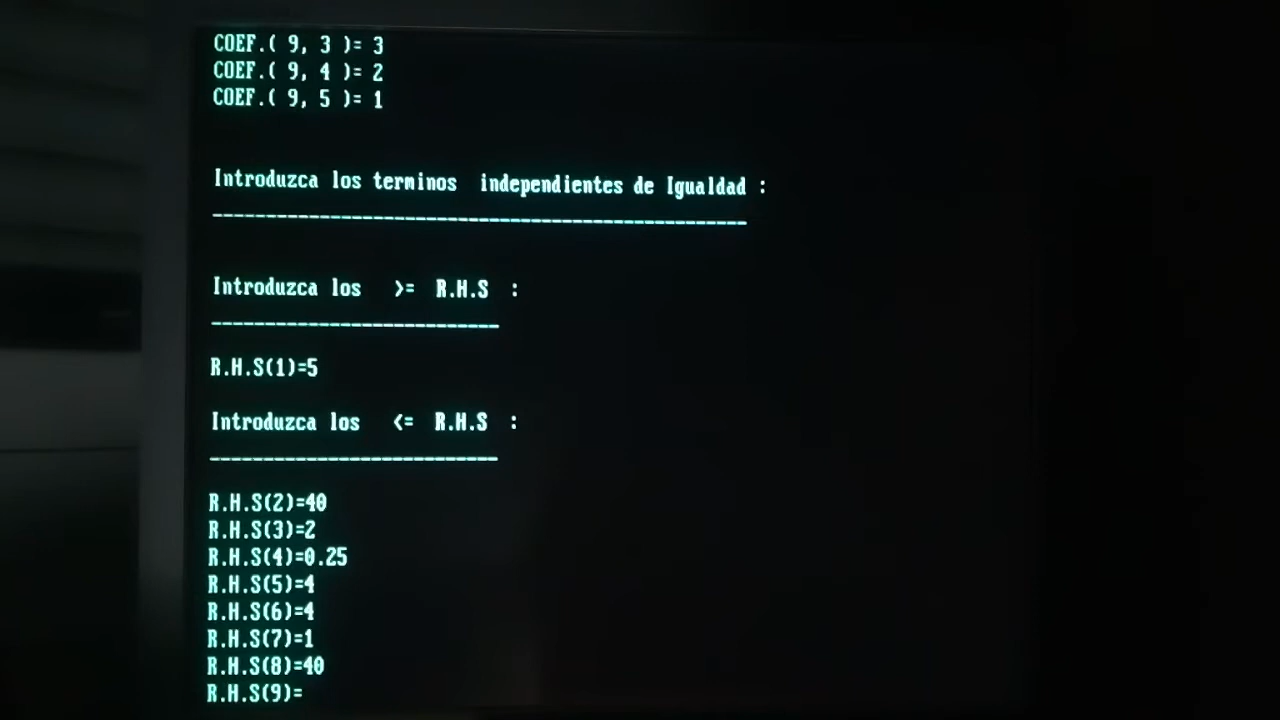 COEF.( 9, 3 )= 3
COEF.( 9, 4 )= 2
COEF.( 9, 5 )= 1
Introduzca los terminos  independientes de Igualdad :
--------------------------------------------------
Introduzca los   >=  R.H.S  :
---------------------------
R.H.S(1)=5
Introduzca los   <=  R.H.S  :
---------------------------
R.H.S(2)=40
R.H.S(3)=2
R.H.S(4)=0.25
R.H.S(5)=4
R.H.S(6)=4
R.H.S(7)=1
R.H.S(8)=40
R.H.S(9)=